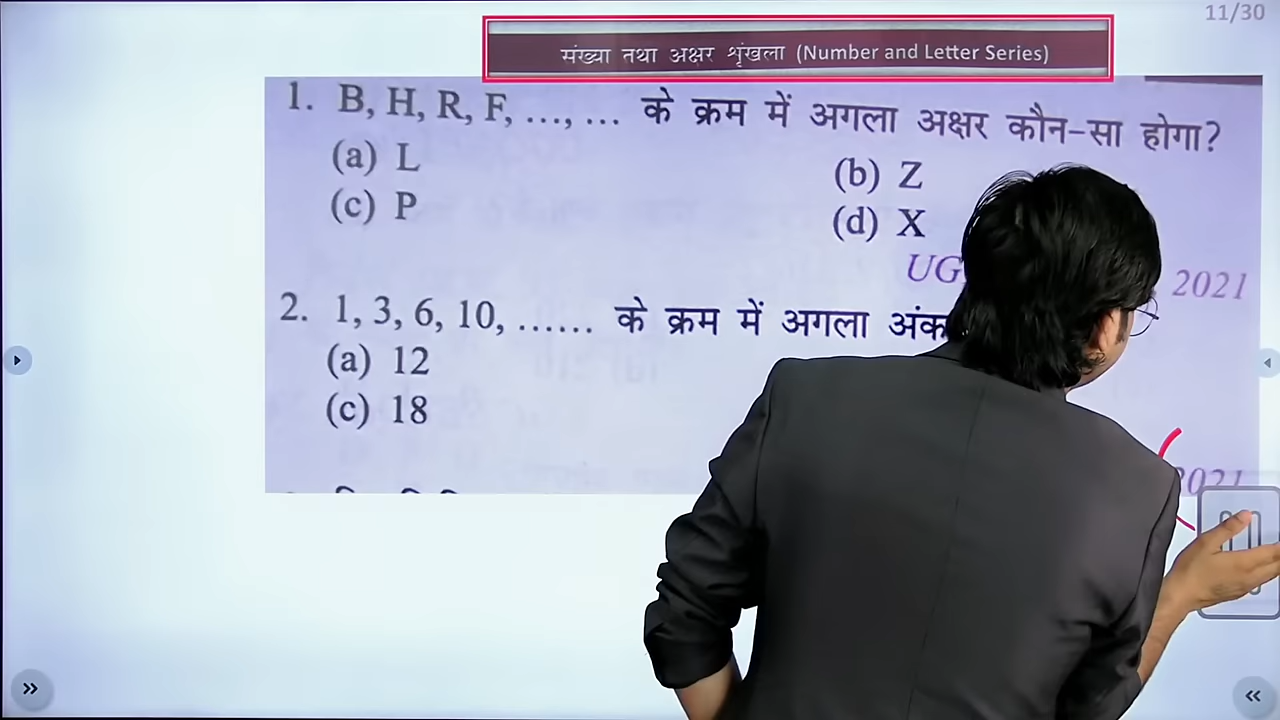 11/30
संख्या तथा अक्षर श्रृंखला (Number and Letter Series)
1. B, H, R, F, ..., ... के क्रम में अगला अक्षर कौन-सा होगा?
(a) L
(b) Z
(c) P
(d) X
UG 2021
2. 1, 3, 6, 10, ...... के क्रम में अगला अंक
(a) 12
(c) 18
2021